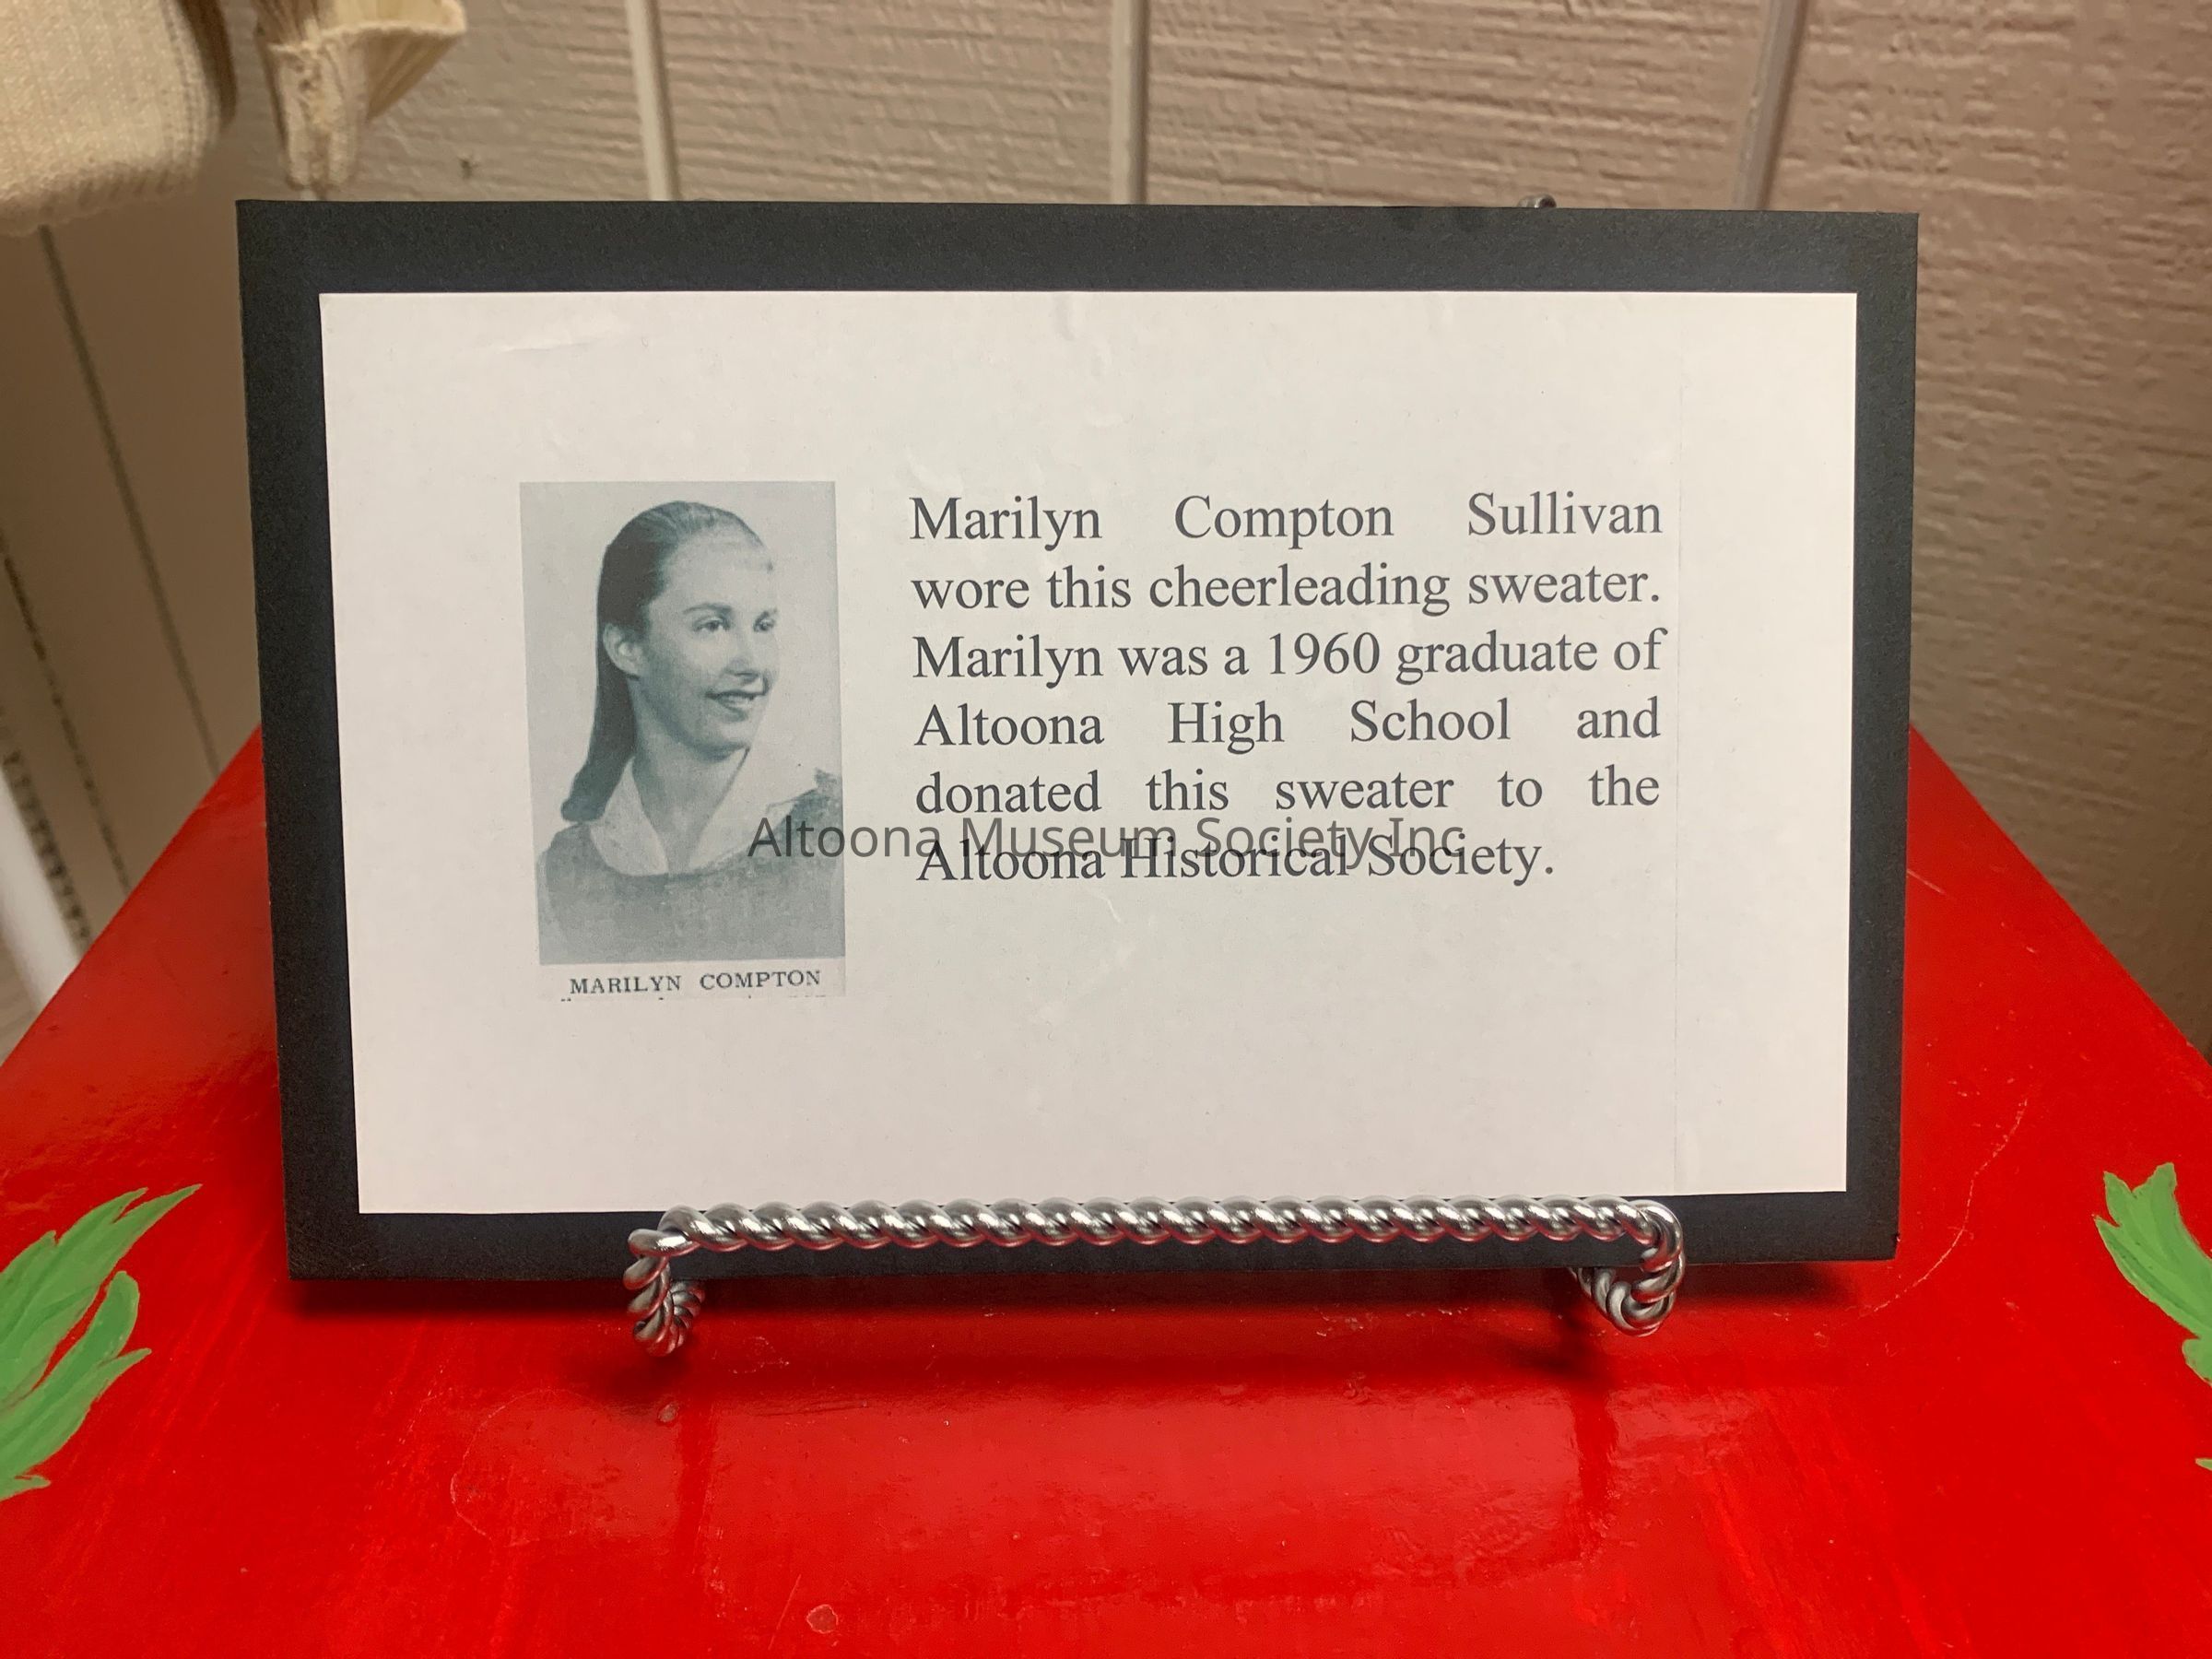 Marilyn Compton Sullivan
wore this cheerleading sweater.
Marilyn was a 1960 graduate of
Altoona High School and
donated this sweater to the
Altoona Historical Society.
Altoona Museum Society Inc
MARILYN COMPTON